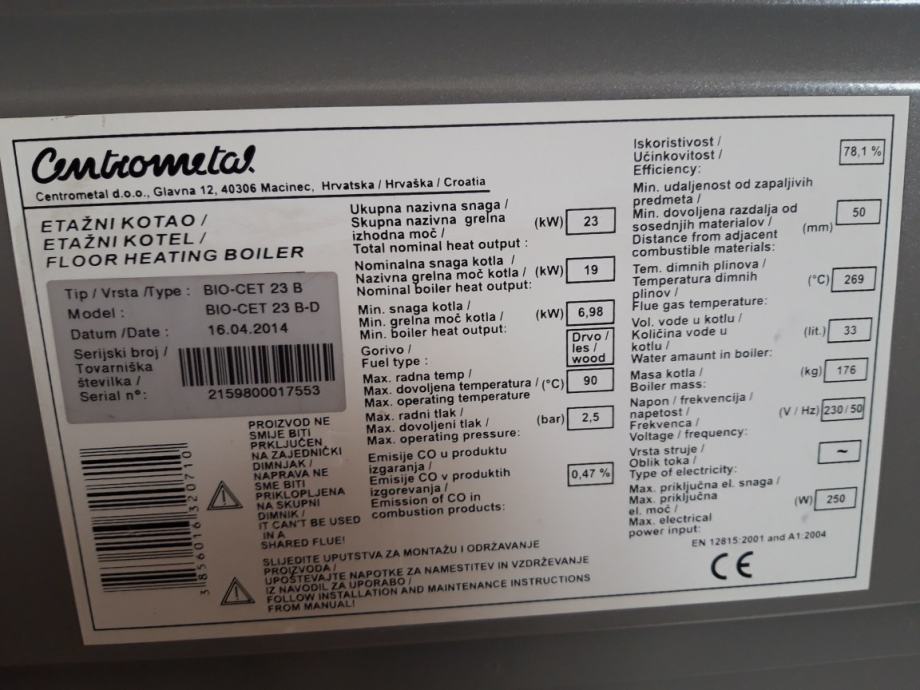 Centrometal
Centrometal d.o.o., Glavna 12, 40306 Macinec, Hrvatska / Hrvaška / Croatia
ETAŽNI KOTAO /
ETAŽNI KOTEL /
FLOOR HEATING BOILER
Tip / Vrsta /Type : BIO-CET 23 B
Model : BIO-CET 23 B-D
Datum /Date : 16.04.2014
Serijski broj /
Tovarniška
številka /
Serial n°: 2159800017553
3 856016 320710
PROIZVOD NE
SMIJE BITI
PRKLJUČEN
NA ZAJEDNIČKI
DIMNJAK /
NAPRAVA NE
SME BITI
PRIKLOPLJENA
NA SKUPNI
DIMNIK /
IT CAN'T BE USED
IN A
SHARED FLUE!
SLIJEDITE UPUTSTVA ZA MONTAŽU I ODRŽAVANJE
PROIZVODA /
UPOŠTEVAJTE NAPOTKE ZA NAMESTITEV IN VZDRŽEVANJE
IZ NAVODIL ZA UPORABO /
FOLLOW INSTALLATION AND MAINTENANCE INSTRUCTIONS
FROM MANUAL!
Ukupna nazivna snaga /
Skupna nazivna grelna
izhodna moč /
Total nominal heat output : (kW) 23
Nominalna snaga kotla /
Nazivna grelna moč kotla /
Nominal boiler heat output: (kW) 19
Min. snaga kotla /
Min. grelna moč kotla /
Min. boiler heat output: (kW) 6,98
Gorivo /
Fuel type :
Drvo /
les /
wood
Max. radna temp /
Max. dovoljena temperatura /
Max. operating temperature (°C) 90
Max. radni tlak /
Max. dovoljeni tlak /
Max. operating pressure: (bar) 2,5
Emisije CO u produktu
izgaranja /
Emisije CO v produktih
izgorevanja /
Emission of CO in
combustion products: 0,47 %
Iskoristivost /
Učinkovitost /
Efficiency: 78,1 %
Min. udaljenost od zapaljivih
predmeta /
Min. dovoljena razdalja od
sosednjih materialov /
Distance from adjacent
combustible materials: (mm) 50
Tem. dimnih plinova /
Temperatura dimnih
plinov /
Flue gas temperature: (°C) 269
Vol. vode u kotlu /
Količina vode u
kotlu /
Water amaunt in boiler: (lit.) 33
Masa kotla /
Boiler mass: (kg) 176
Napon / frekvencija /
napetost /
Frekvenca /
Voltage / frequency: (V / Hz) 230/50
Vrsta struje /
Oblik toka /
Type of electricity: ~
Max. priključna el. snaga /
Max. priključna
el. moč /
Max. electrical
power input: (W) 250
EN 12815:2001 and A1:2004
CE